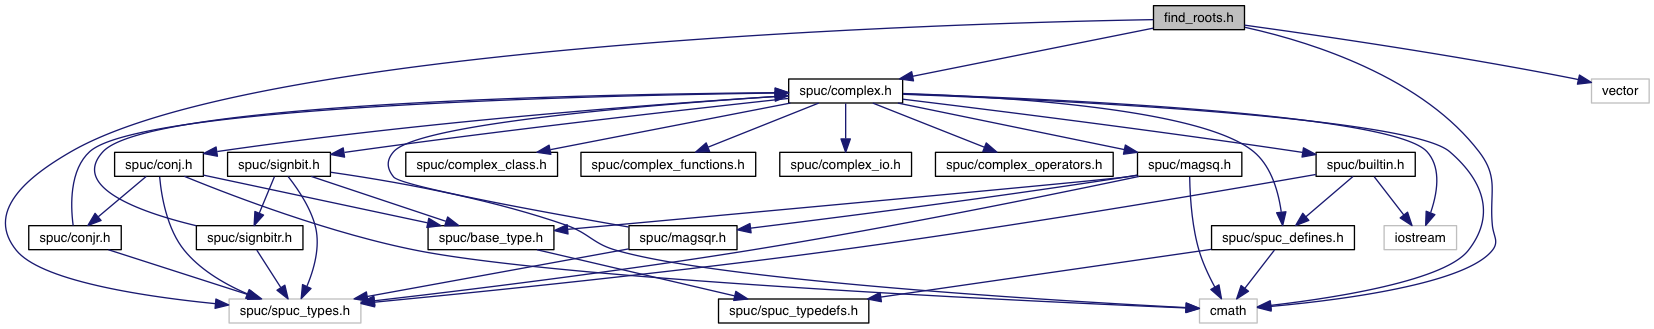 find_roots.h
spuc/complex.h
vector
spuc/conj.h
spuc/signbit.h
spuc/complex_class.h
spuc/complex_functions.h
spuc/complex_io.h
spuc/complex_operators.h
spuc/magsq.h
spuc/builtin.h
spuc/conjr.h
spuc/signbitr.h
spuc/base_type.h
spuc/magsqr.h
spuc/spuc_defines.h
iostream
spuc/spuc_types.h
spuc/spuc_typedefs.h
cmath